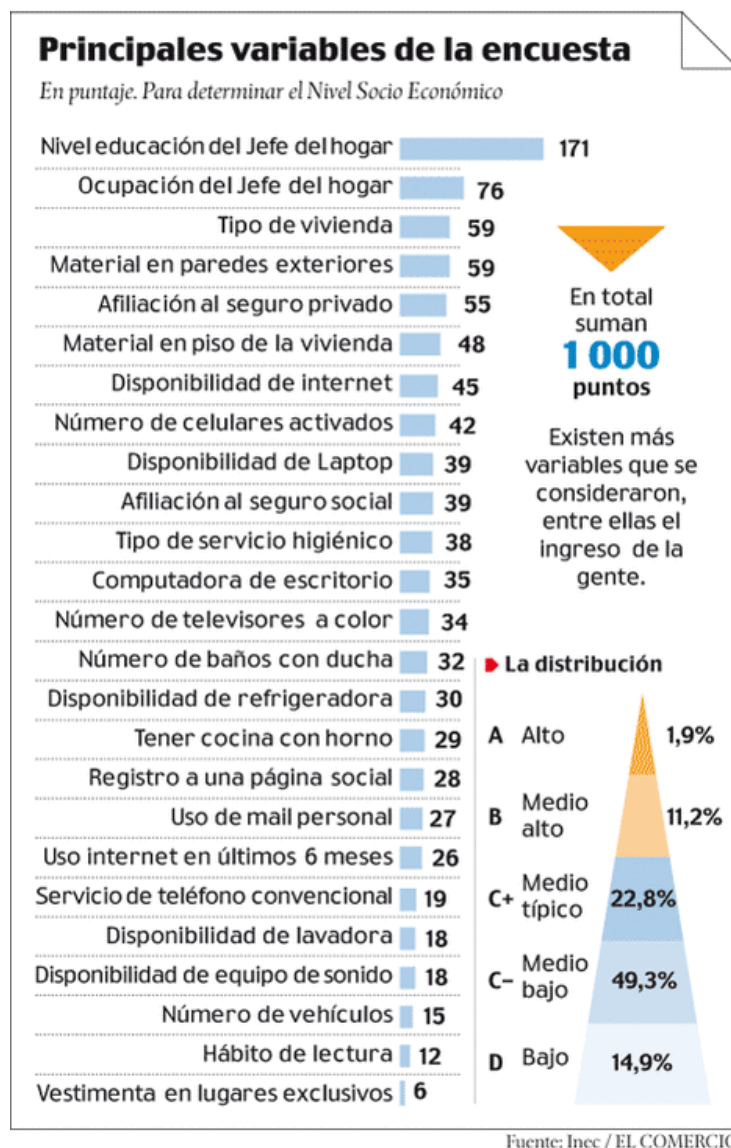 Principales variables de la encuesta
En puntaje. Para determinar el Nivel Socio Económico
Nivel educación del Jefe del hogar 171
Ocupación del Jefe del hogar 76
Tipo de vivienda 59
Material en paredes exteriores 59
Afiliación al seguro privado 55
Material en piso de la vivienda 48
Disponibilidad de internet 45
Número de celulares activados 42
Disponibilidad de Laptop 39
Afiliación al seguro social 39
Tipo de servicio higiénico 38
Computadora de escritorio 35
Número de televisores a color 34
Número de baños con ducha 32
Disponibilidad de refrigeradora 30
Tener cocina con horno 29
Registro a una página social 28
Uso de mail personal 27
Uso internet en últimos 6 meses 26
Servicio de teléfono convencional 19
Disponibilidad de lavadora 18
Disponibilidad de equipo de sonido 18
Número de vehículos 15
Hábito de lectura 12
Vestimenta en lugares exclusivos 6
En total
suman
1 000
puntos
Existen más
variables que se
consideraron,
entre ellas el
ingreso de la
gente.
La distribución
A Alto 1,9%
B Medio
alto 11,2%
C+ Medio
típico 22,8%
C– Medio
bajo 49,3%
D Bajo 14,9%
Fuente: Inec / EL COMERCIO